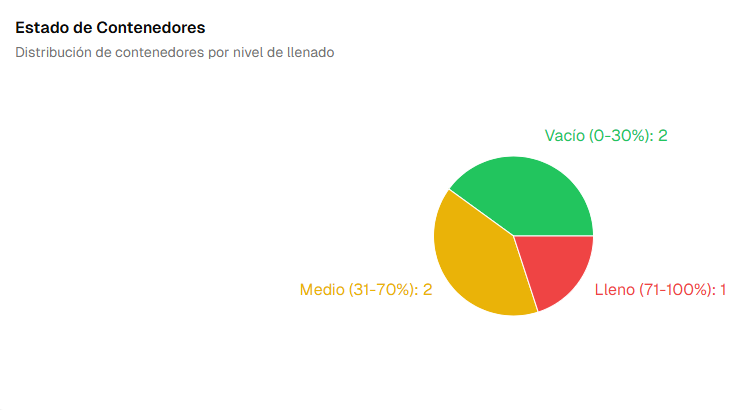 Estado de Contenedores
Distribución de contenedores por nivel de llenado
Vacío (0-30%): 2
Medio (31-70%): 2
Lleno (71-100%): 1